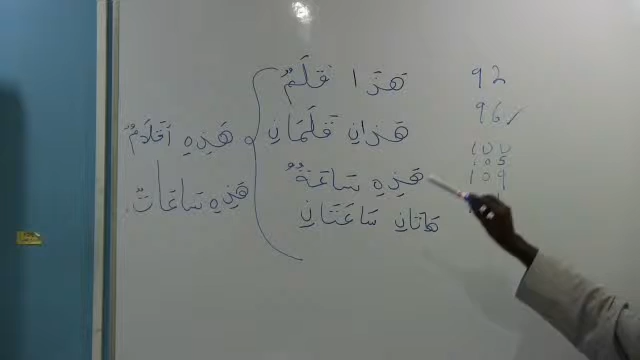 هَذَا قَلَمٌ
هَذَانِ قَلَمَانِ
هَذِهِ سَاعَةٌ
هَاتَانِ سَاعَتَانِ
هَذِهِ أَقْلَامٌ
هَذِهِ سَاعَاتٌ
92
96 ✓
100
105
109